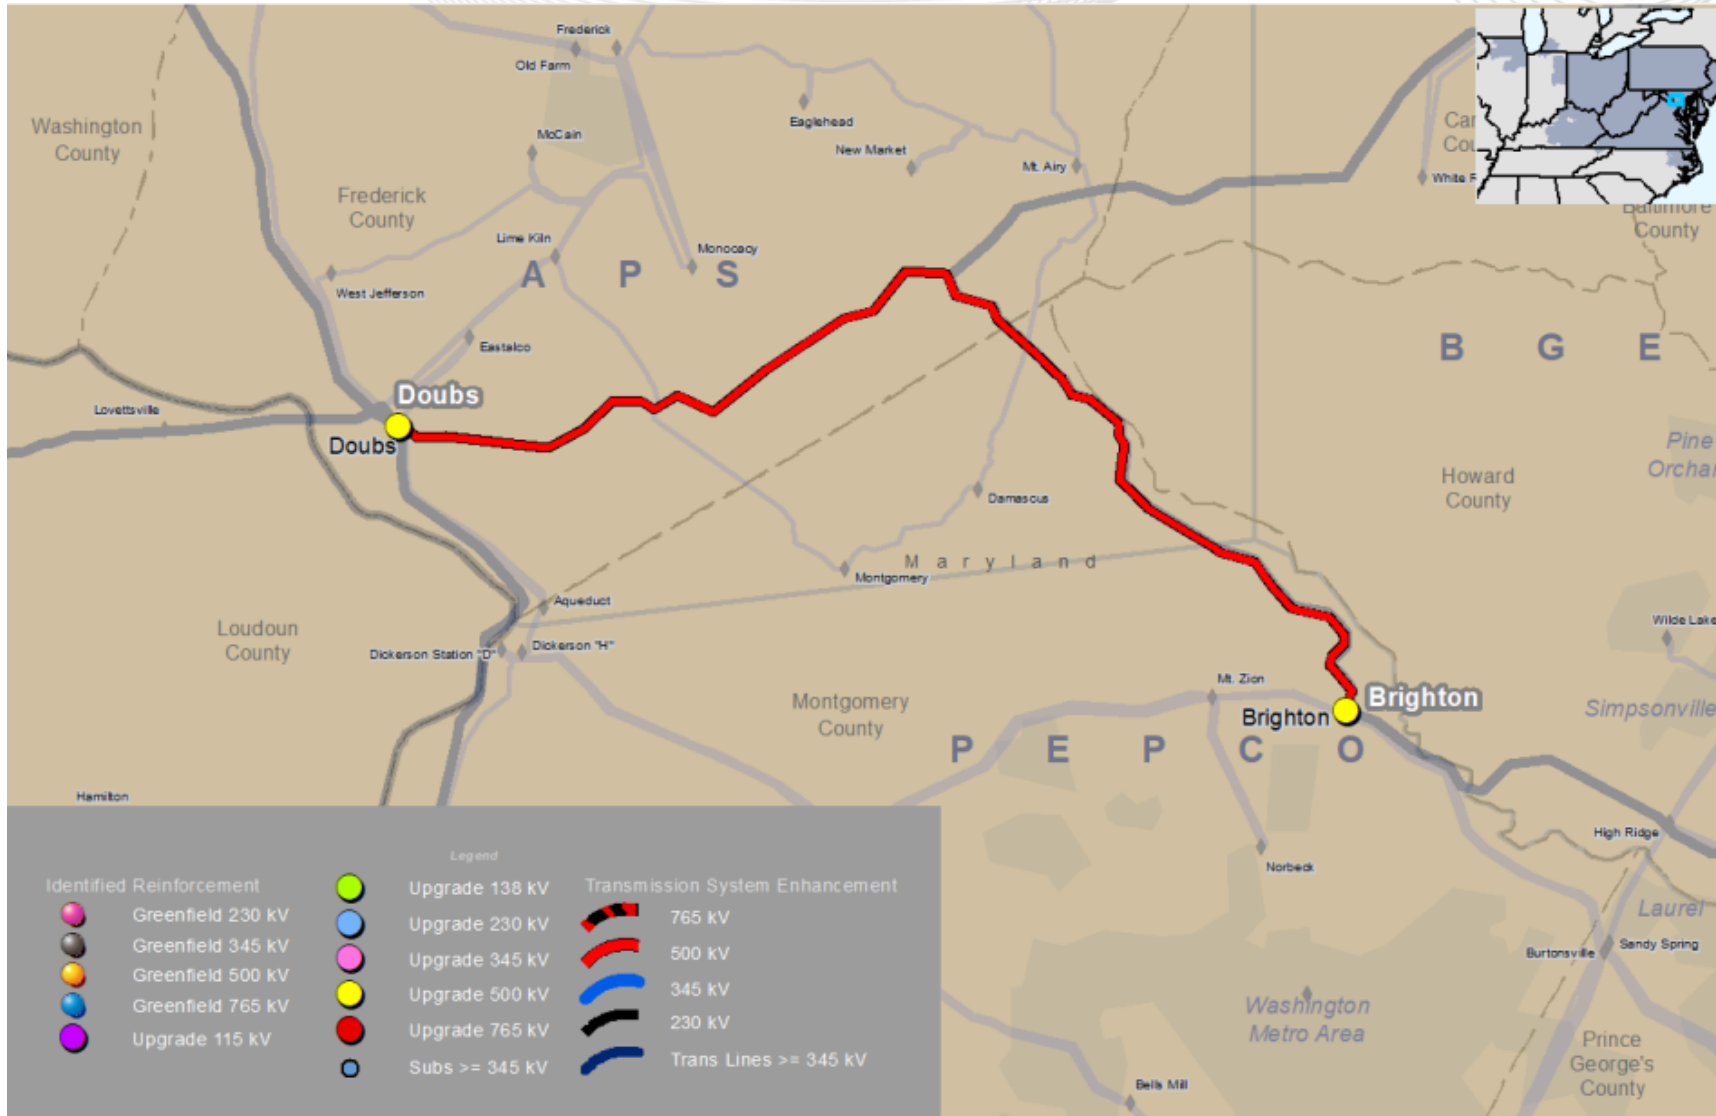 Frederick
Old Farm
Washington
County
McCain
Eaglehead
New Market
Mt. Airy
Frederick
County
Lime Kiln
Monocacy
A P S
West Jefferson
Baltimore
County
Eastalco
B G E
Doubs
Doubs
Lovettsville
Pine
Howard
County
Damascus
Maryland
Montgomery
Aqueduct
Loudoun
County
Dickerson Station "D"
Dickerson "H"
Wilde Lake
Mt. Zion
Brighton
Brighton
Montgomery
County
Simpsonville
P E P C O
Hamilton
High Ridge
Norbeck
Laurel
Burtonsville
Sandy Spring
Washington
Metro Area
Prince
George's
County
Bells Mill
Legend
Identified Reinforcement
Greenfield 230 kV
Greenfield 345 kV
Greenfield 500 kV
Greenfield 765 kV
Upgrade 115 kV
Upgrade 138 kV
Upgrade 230 kV
Upgrade 345 kV
Upgrade 500 kV
Upgrade 765 kV
Subs >= 345 kV
Transmission System Enhancement
765 kV
500 kV
345 kV
230 kV
Trans Lines >= 345 kV